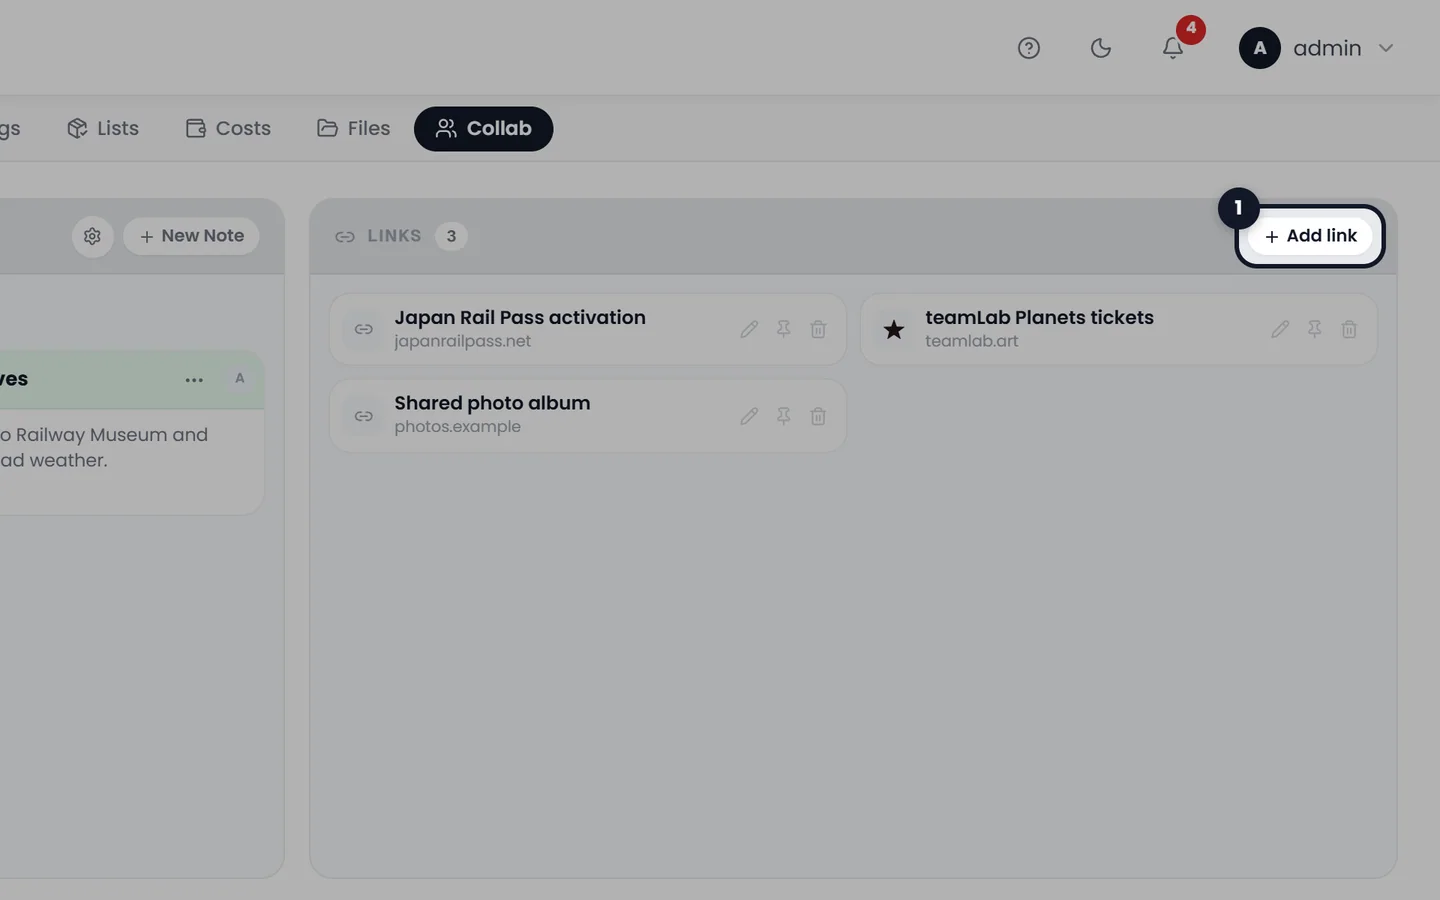 4
A admin
gs Lists Costs Files Collab
+ New Note
LINKS 3
1
+ Add link
Japan Rail Pass activation
japanrailpass.net
teamLab Planets tickets
teamlab.art
Shared photo album
photos.example
ves ... A
o Railway Museum and
ad weather.